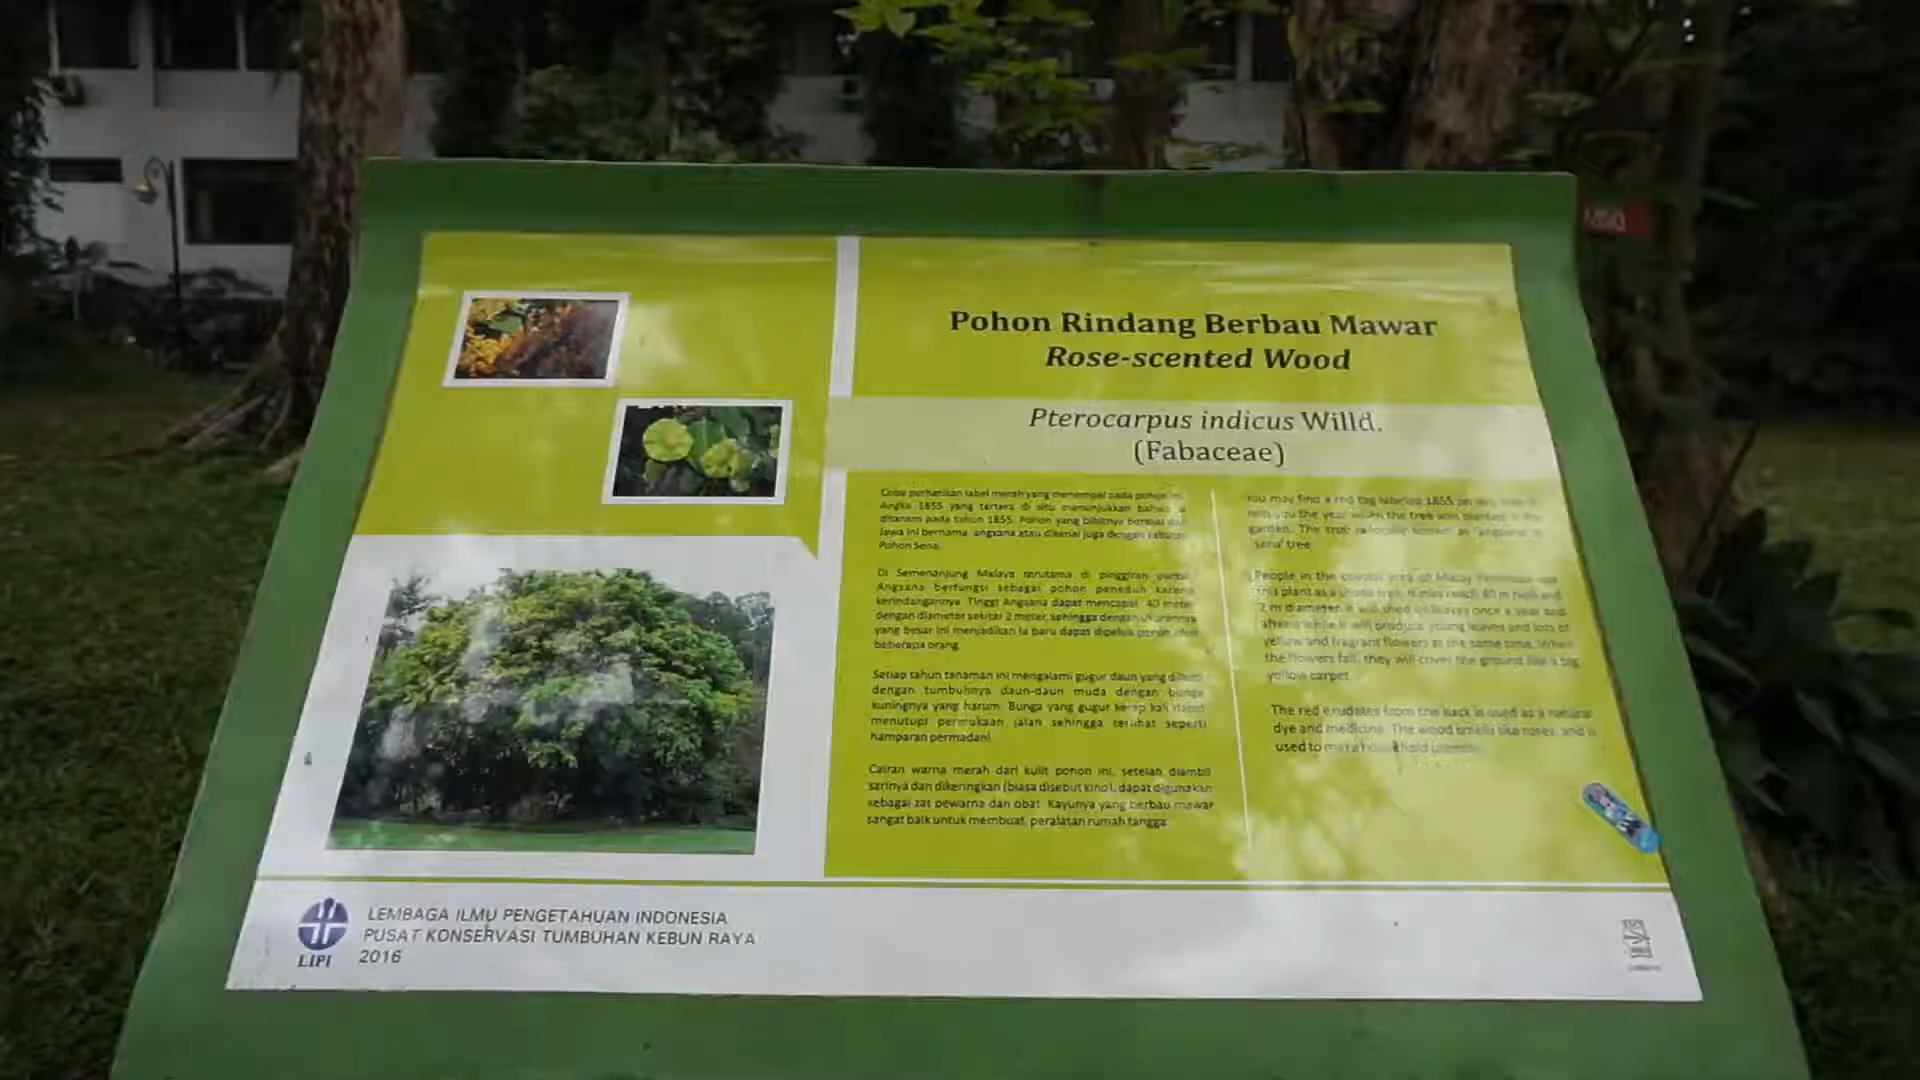 Pohon Rindang Berbau Mawar
Rose-scented Wood
Pterocarpus indicus Willd.
(Fabaceae)
Coba perhatikan label merah yang menempel pada pohon
Angka 1855 yang tertera di situ menunjukkan bahwa
ditanam pada tahun 1855. Pohon yang bibitnya berasal dari
Jawa ini bernama angsana atau dikenal juga dengan sebutan
Pohon Sena.
Di Semenanjung Malaya terutama di pinggiran pantai
Angsana berfungsi sebagai pohon peneduh karena
kerindangannya. Tinggi Angsana dapat mencapai 40 meter
dengan diameter sekitar 2 meter, sehingga dengan ukurannya
yang besar ini menjadikan ia baru dapat dipeluk penuh oleh
beberapa orang.
Setiap tahun tanaman ini mengalami gugur daun yang diikuti
dengan tumbuhnya daun-daun muda dengan bunga
kuningnya yang harum. Bunga yang gugur kerap kali dapat
menutupi permukaan jalan sehingga terlihat seperti
hamparan permadani.
Cairan warna merah dari kulit pohon ini, setelah diambil
sarinya dan dikeringkan (biasa disebut kino), dapat digunakan
sebagai zat pewarna dan obat. Kayunya yang berbau mawar
sangat baik untuk membuat peralatan rumah tangga
You may find a red tag labeled 1855 on this tree. It
tells you the year when the tree was planted in the
garden. The tree is locally known as 'angsana' or
'sena' tree.
People in the coastal area of Malay Peninsula use
this plant as a shade tree. It may reach 40 m high and
2 m diameter. It will shed its leaves once a year and
after a while it will produce young leaves and lots of
yellow and fragrant flowers at the same time. When
the flowers fall, they will cover the ground like a big
yellow carpet.
The red exudates from the back is used as a natural
dye and medicine. The wood smells like roses, and is
used to make household utensils.
LIPI
LEMBAGA ILMU PENGETAHUAN INDONESIA
PUSAT KONSERVASI TUMBUHAN KEBUN RAYA
2016